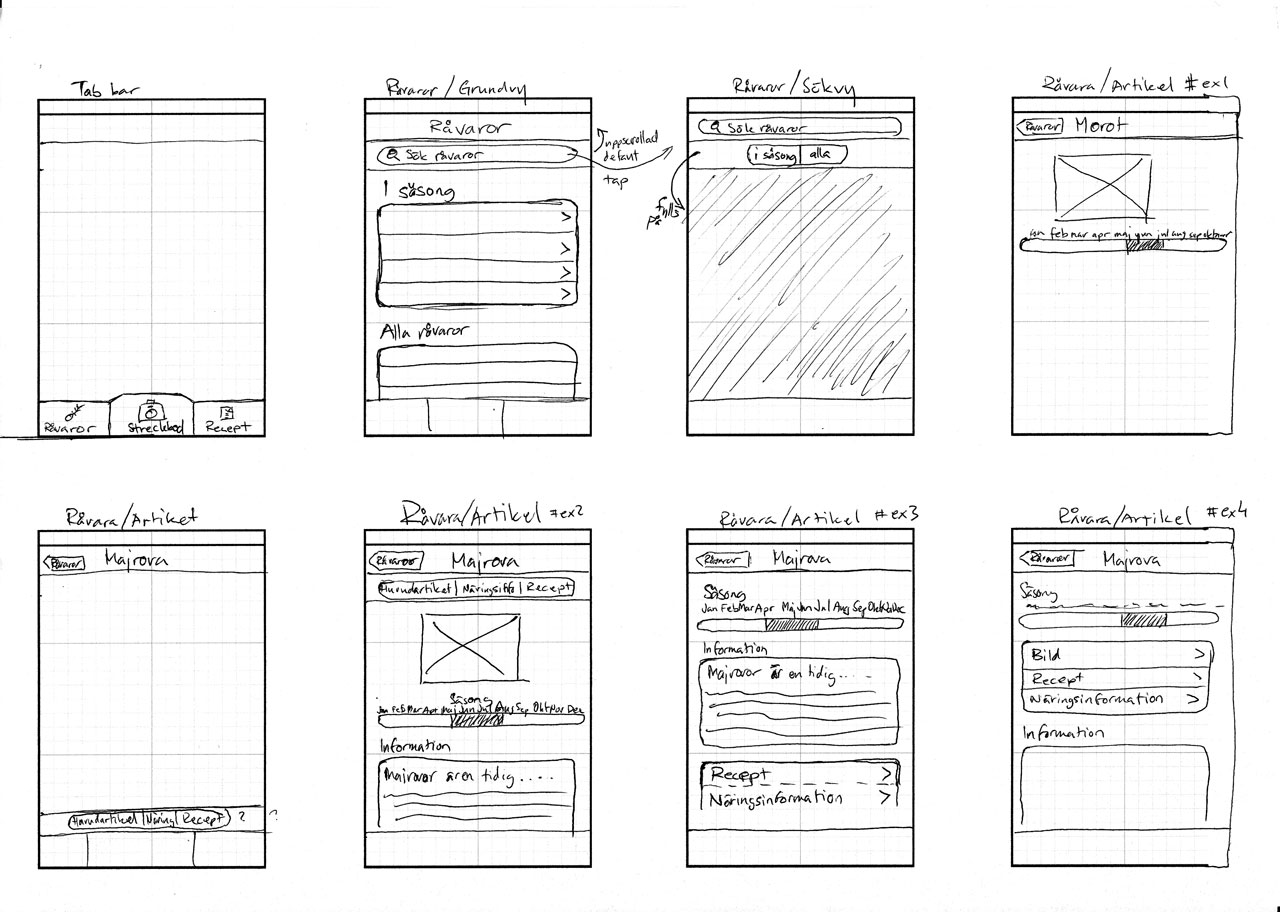 Tab bar
Råvaror
Streckkod
Recept
Råvaror/Grundvy
Råvaror
Sök råvaror
I säsong
Alla råvaror
uppscrollad
default
tap
Råvaror/Sökvy
Sök råvaror
i säsong alla
fylls
på
Råvara/Artikel #ex1
Råvaror Morot
jan feb mar apr maj jun jul aug sep okt nov
Råvara/Artikel
Råvaror Majrova
Huvudartikel | Näring | Recept ? ?
Råvara/Artikel #ex2
Råvaror Majrova
Huvudartikel | Näringsinfo | Recept
Säsong
Jan Feb Mar Apr Maj Jun Jul Aug Sep Okt Nov Dec
Information
Majrovor är en tidig....
Råvara/Artikel #ex3
Råvaror Majrova
Säsong
Jan Feb Mar Apr Maj Jun Jul Aug Sep Okt Nov Dec
Information
Majrovor är en tidig....
Recept >
Näringsinformation >
Råvara/Artikel #ex4
Råvaror Majrova
Säsong
Bild >
Recept >
Näringsinformation >
Information